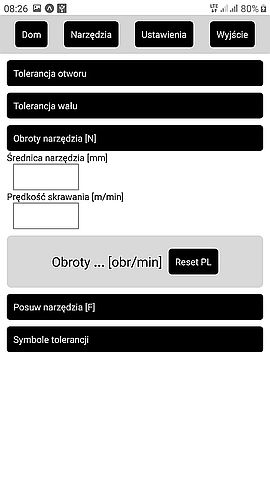 08:26 LTE 80%
Dom Narzędzia Ustawienia Wyjście
Tolerancja otworu
Tolerancja wału
Obroty narzędzia [N]
Średnica narzędzia [mm]
Prędkość skrawania [m/min]
Obroty ... [obr/min] Reset PL
Posuw narzędzia [F]
Symbole tolerancji